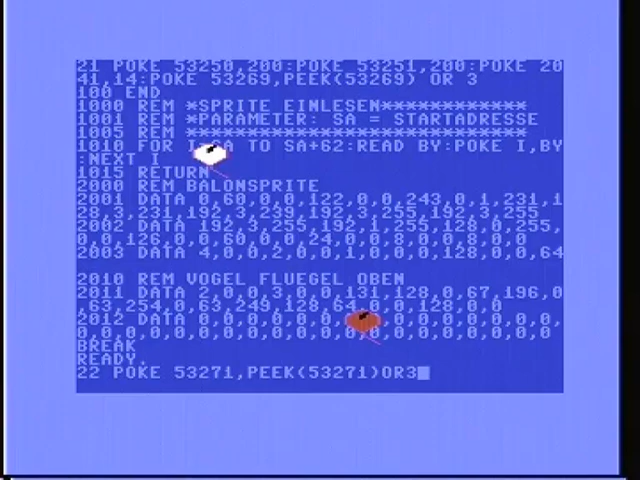 21 POKE 53250,200:POKE 53251,200:POKE 20
41,14:POKE 53269,PEEK(53269) OR 3
100 END
1000 REM *SPRITE EINLESEN************
1001 REM *PARAMETER: SA = STARTADRESSE
1005 REM ****************************
1010 FOR I SA TO SA+62:READ BY:POKE I,BY
:NEXT I
1015 RETURN
2000 REM BALONSPRITE
2001 DATA 0,60,0,0,122,0,0,243,0,1,231,1
28,3,231,192,3,239,192,3,255,192,3,255
2002 DATA 192,3,255,192,1,255,128,0,255,
0,0,126,0,0,60,0,0,24,0,0,8,0,0,8,0,0
2003 DATA 4,0,0,2,0,0,1,0,0,0,128,0,0,64
2010 REM VOGEL FLUEGEL OBEN
2011 DATA 2,0,0,3,0,0,131,128,0,67,196,0
,63,254,0,63,249,128,64,0,0,128,0,0
2012 DATA 0,0,0,0,0,0,0,0,0,0,0,0,0,0,0,
0,0,0,0,0,0,0,0,0,0,0,0,0,0,0,0,0,0
BREAK
READY.
22 POKE 53271,PEEK(53271)OR3